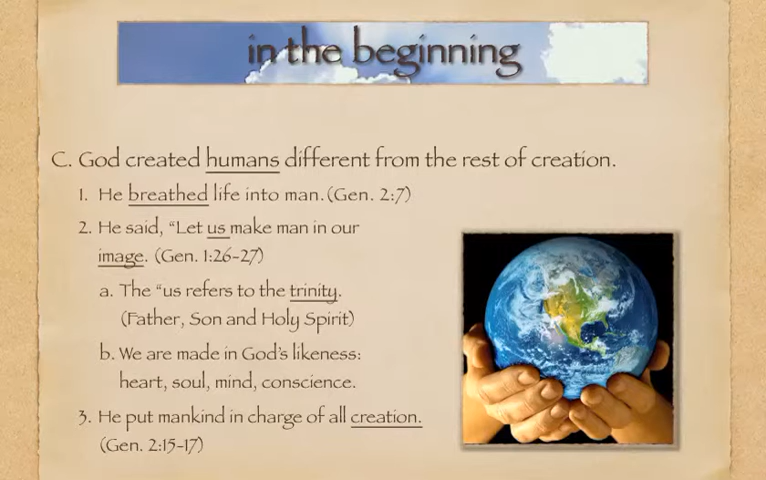 in the beginning
C. God created humans different from the rest of creation.
1. He breathed life into man. (Gen. 2:7)
2. He said, “Let us make man in our
image. (Gen. 1:26-27)
a. The “us refers to the trinity.
(Father, Son and Holy Spirit)
b. We are made in God’s likeness:
heart, soul, mind, conscience.
3. He put mankind in charge of all creation.
(Gen. 2:15-17)